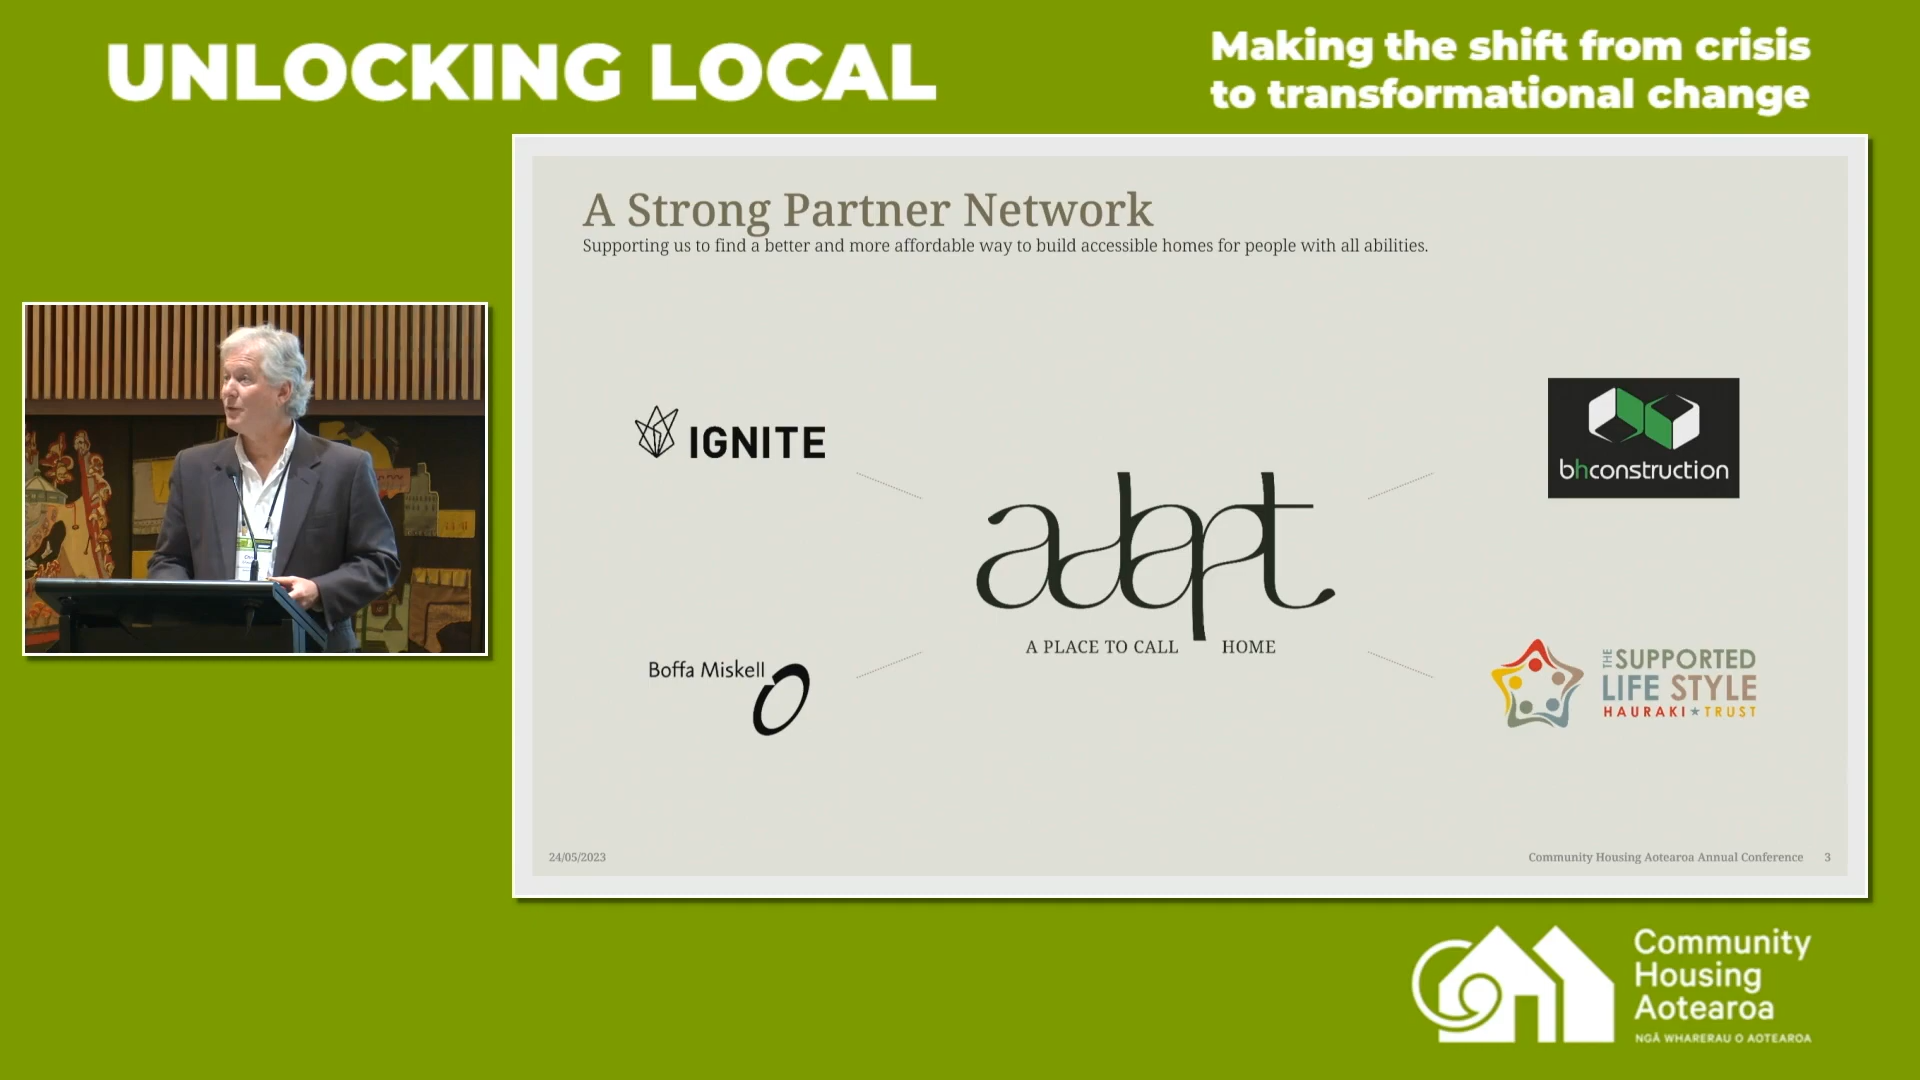 UNLOCKING LOCAL
Making the shift from crisis
to transformational change
A Strong Partner Network
Supporting us to find a better and more affordable way to build accessible homes for people with all abilities.
IGNITE
bhconstruction
adapt
A PLACE TO CALL HOME
Boffa Miskell
THE SUPPORTED
LIFE STYLE
HAURAKI★TRUST
24/05/2023
Community Housing Aotearoa Annual Conference 3
Community
Housing
Aotearoa
NGĀ WHARERAU O AOTEAROA